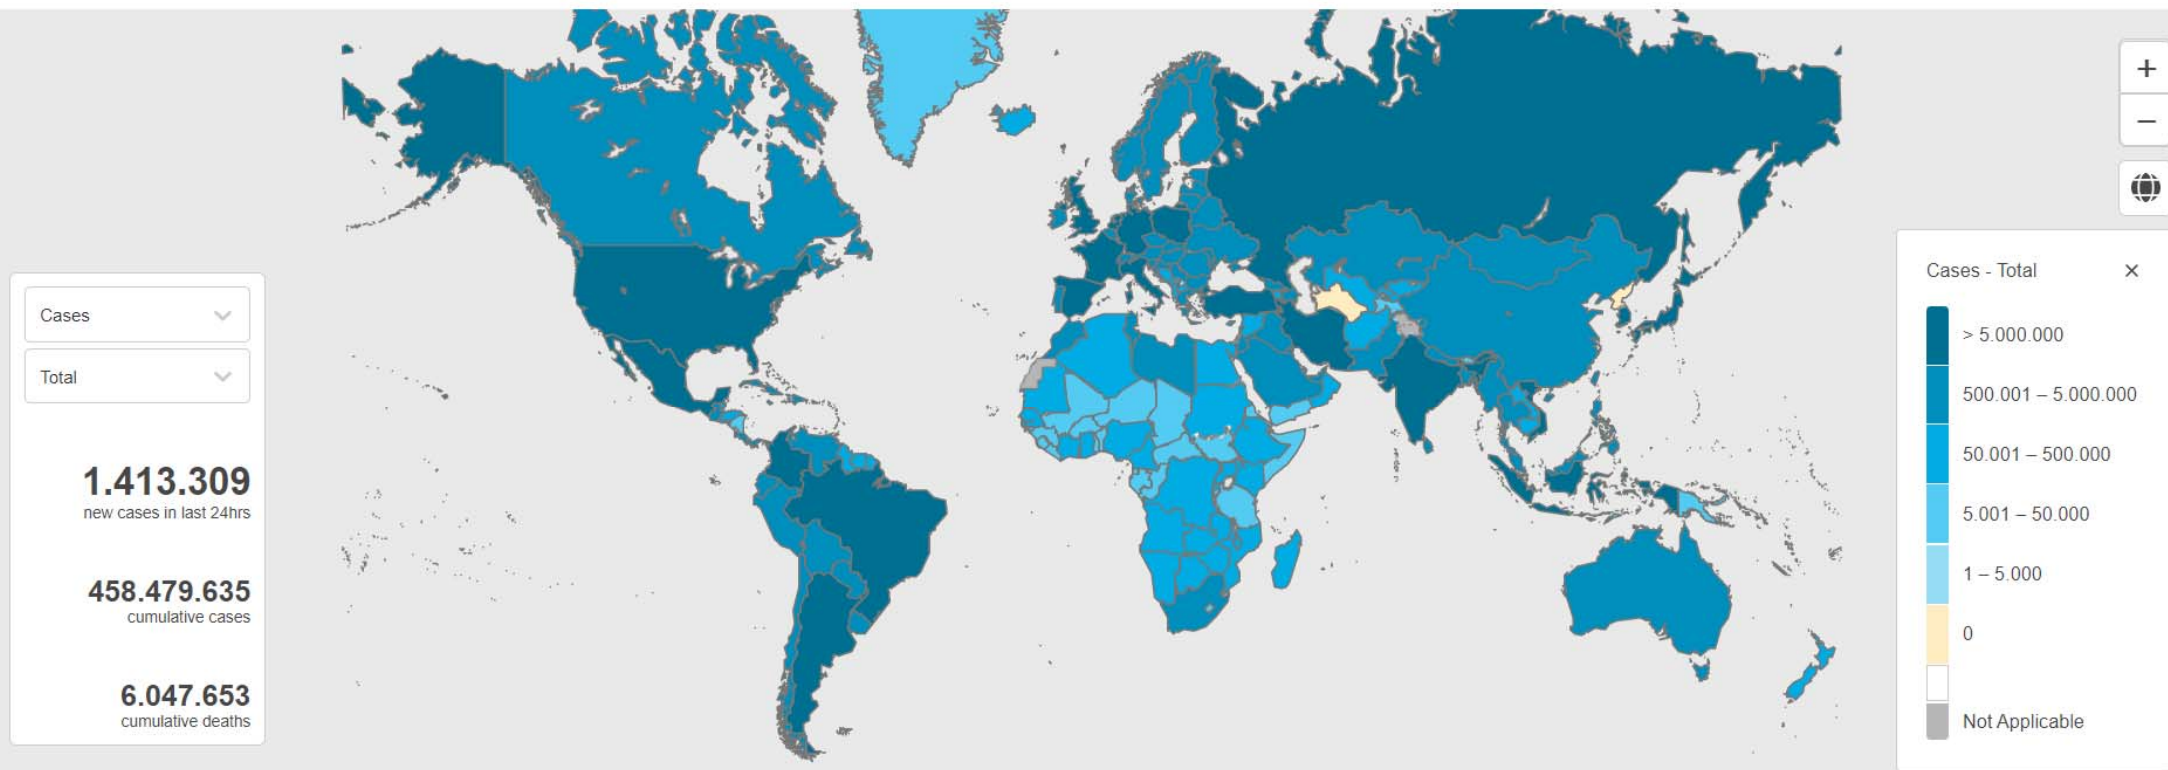 Cases
Total
1.413.309
new cases in last 24hrs
458.479.635
cumulative cases
6.047.653
cumulative deaths
+
−
Cases - Total ×
> 5.000.000
500.001 – 5.000.000
50.001 – 500.000
5.001 – 50.000
1 – 5.000
0
Not Applicable